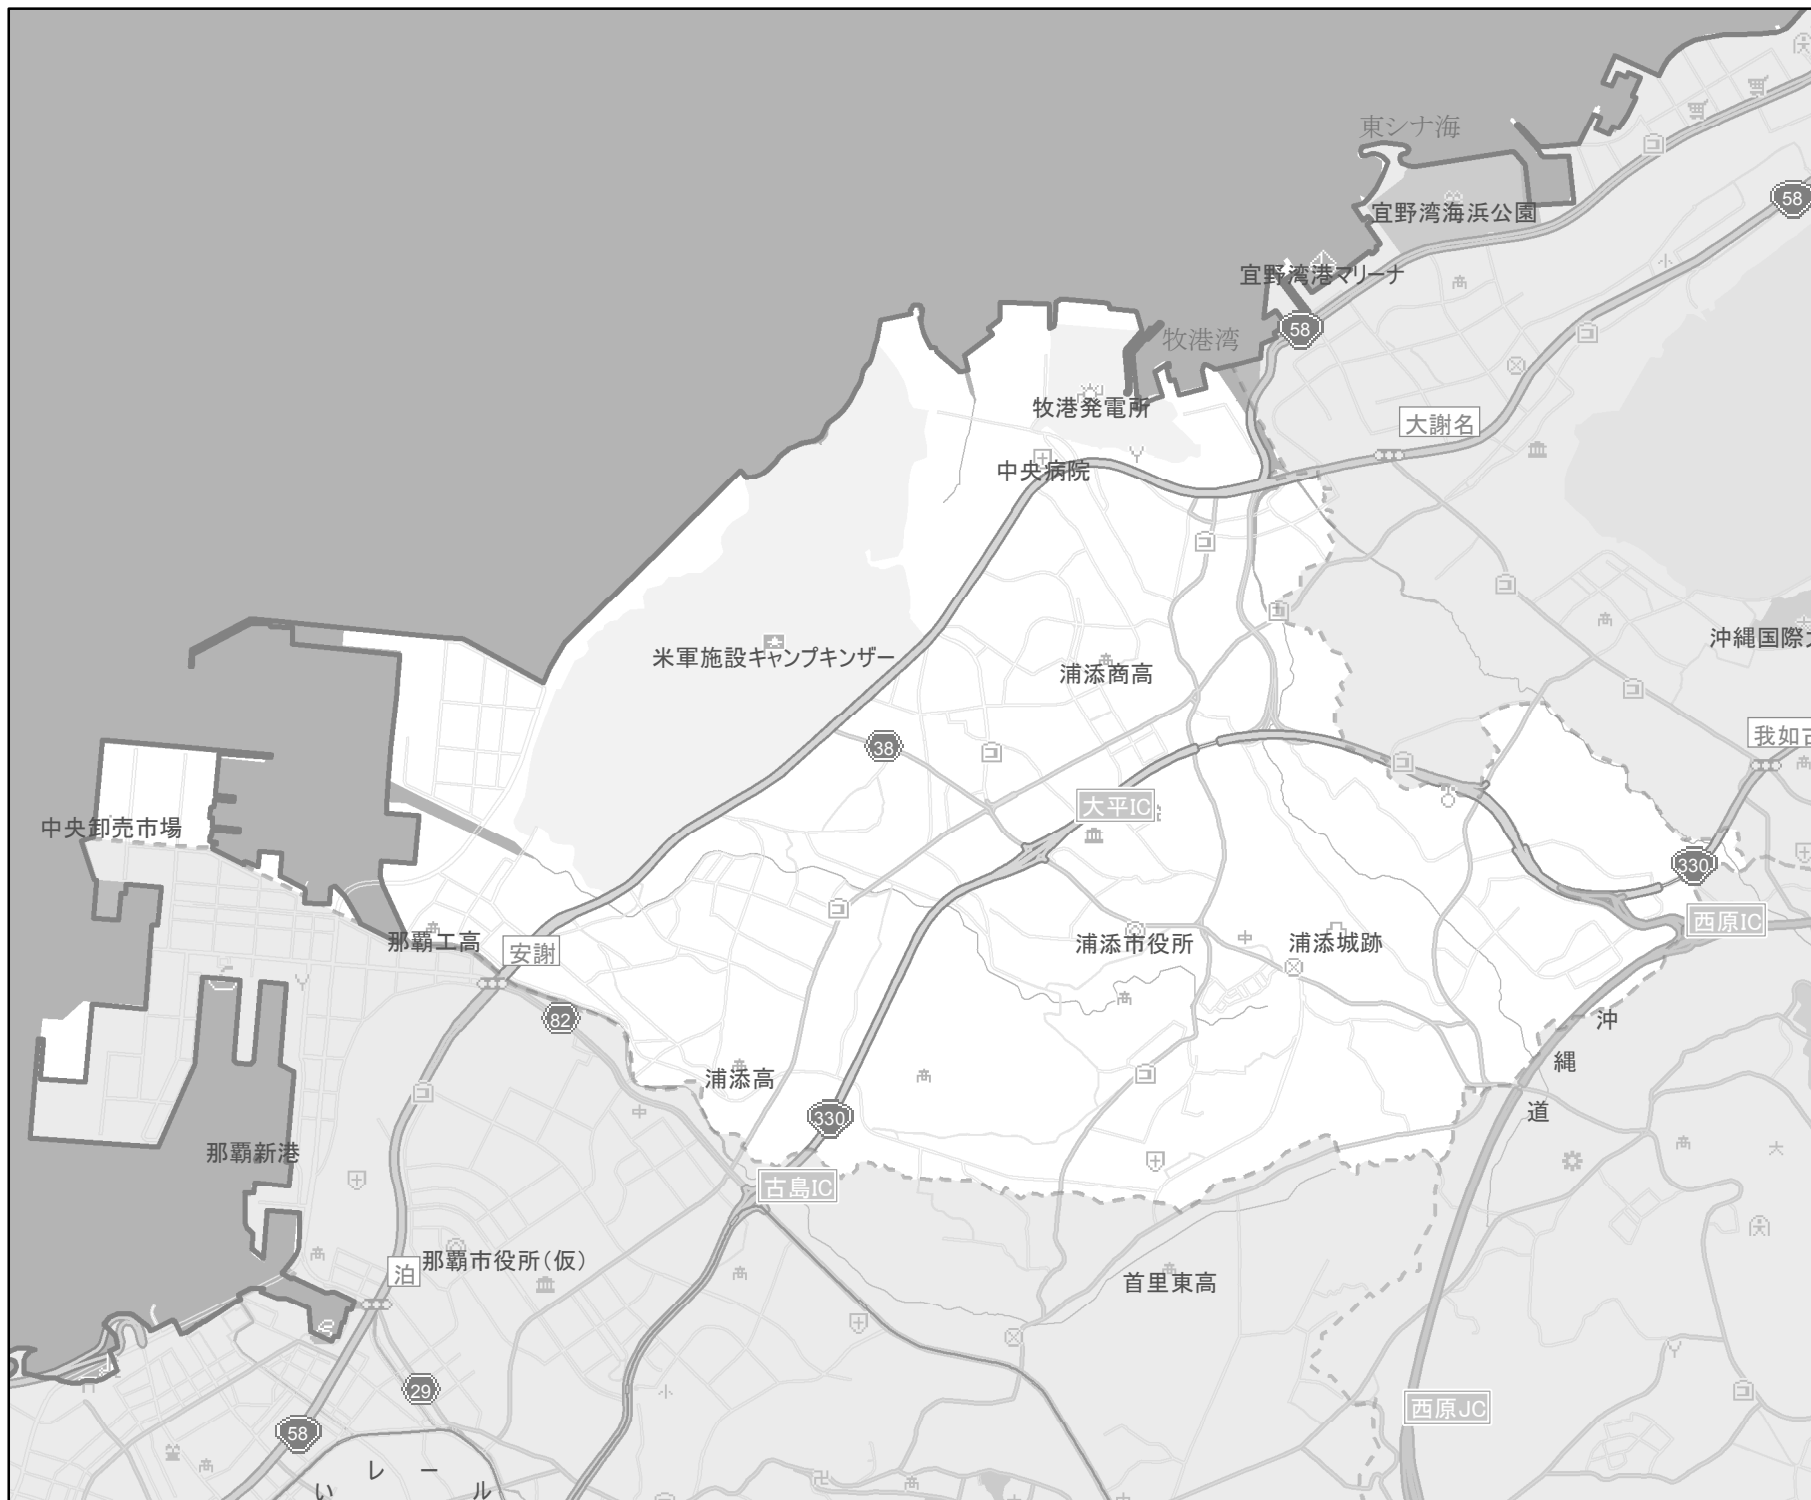 東シナ海
58
宜野湾海浜公園
宜野湾港マリーナ
58
牧港湾
牧港発電所
大謝名
中央病院
米軍施設キャンプキンザー
浦添商高
沖縄国際
38
我如古
大平IC
中央卸売市場
330
西原IC
那覇工高
安謝
浦添市役所
中
浦添城跡
82
沖
縄
道
浦添高
高
中
330
那覇新港
古島IC
那覇市役所(仮)
泊
首里東高
大
29
小
58
西原JC
レール
い